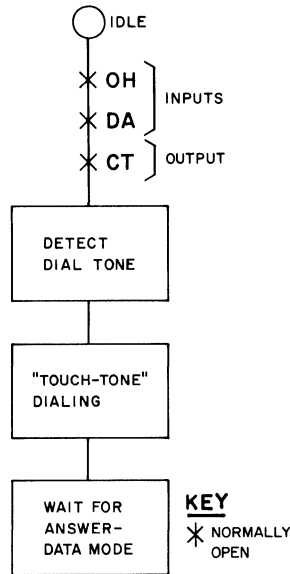 IDLE
OH
DA
INPUTS
CT
OUTPUT
DETECT
DIAL TONE
"TOUCH-TONE"
DIALING
WAIT FOR
ANSWER-
DATA MODE
KEY
NORMALLY
OPEN